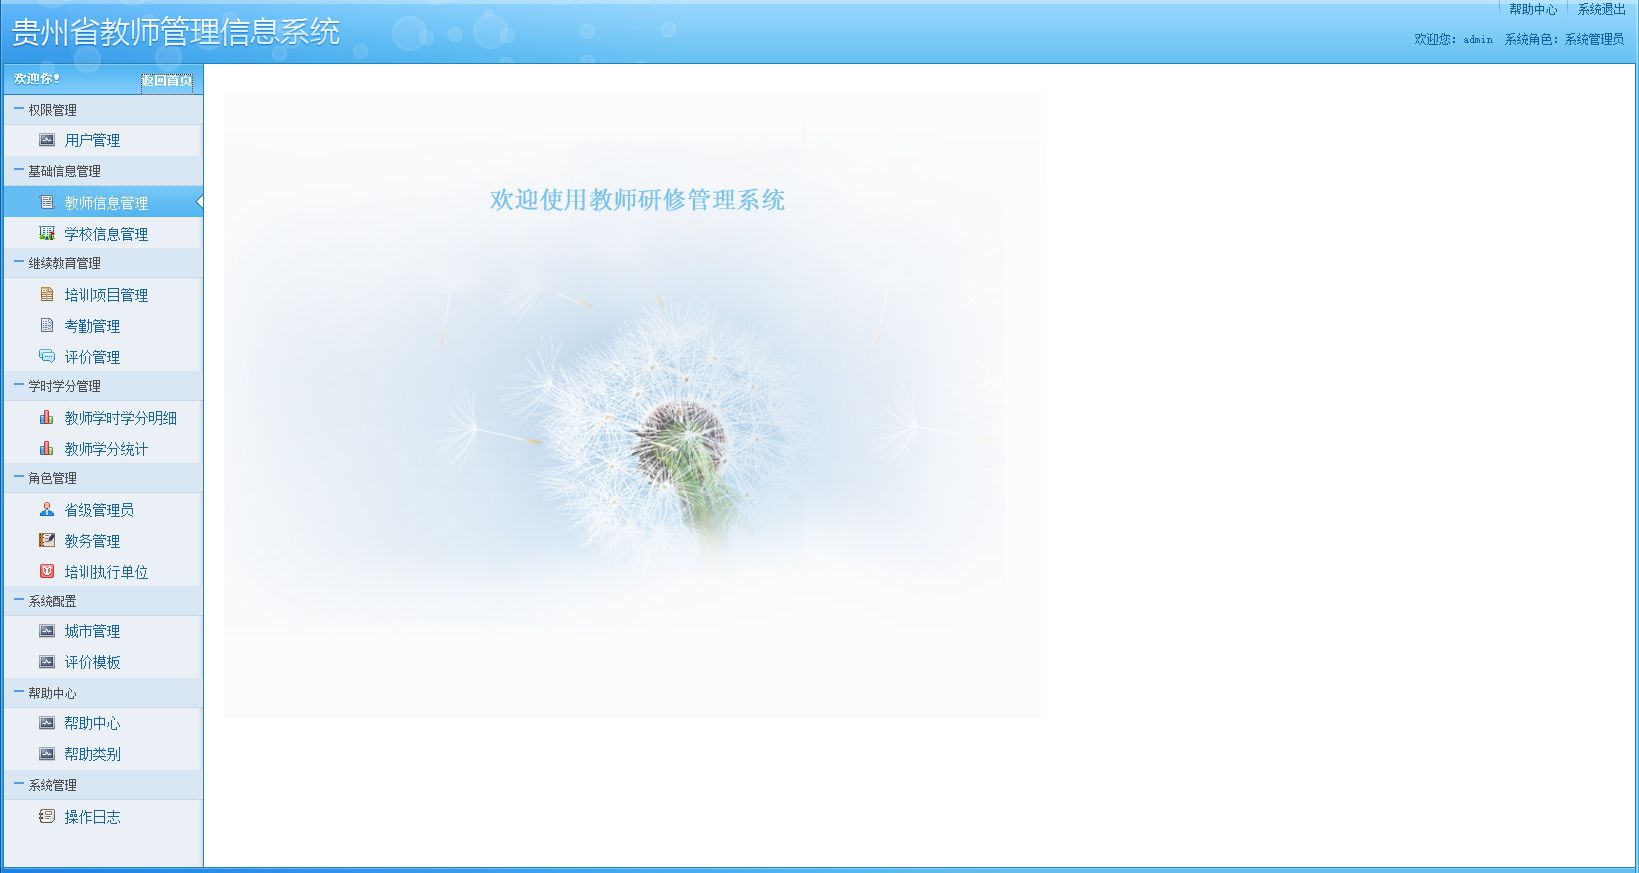 贵州省教师管理信息系统
帮助中心 系统退出
欢迎您：admin 系统角色：系统管理员
欢迎你!
返回首页
权限管理
用户管理
基础信息管理
教师信息管理
学校信息管理
继续教育管理
培训项目管理
考勤管理
评价管理
学时学分管理
教师学时学分明细
教师学分统计
角色管理
省级管理员
教务管理
培训执行单位
系统配置
城市管理
评价模板
帮助中心
帮助中心
帮助类别
系统管理
操作日志
欢迎使用教师研修管理系统